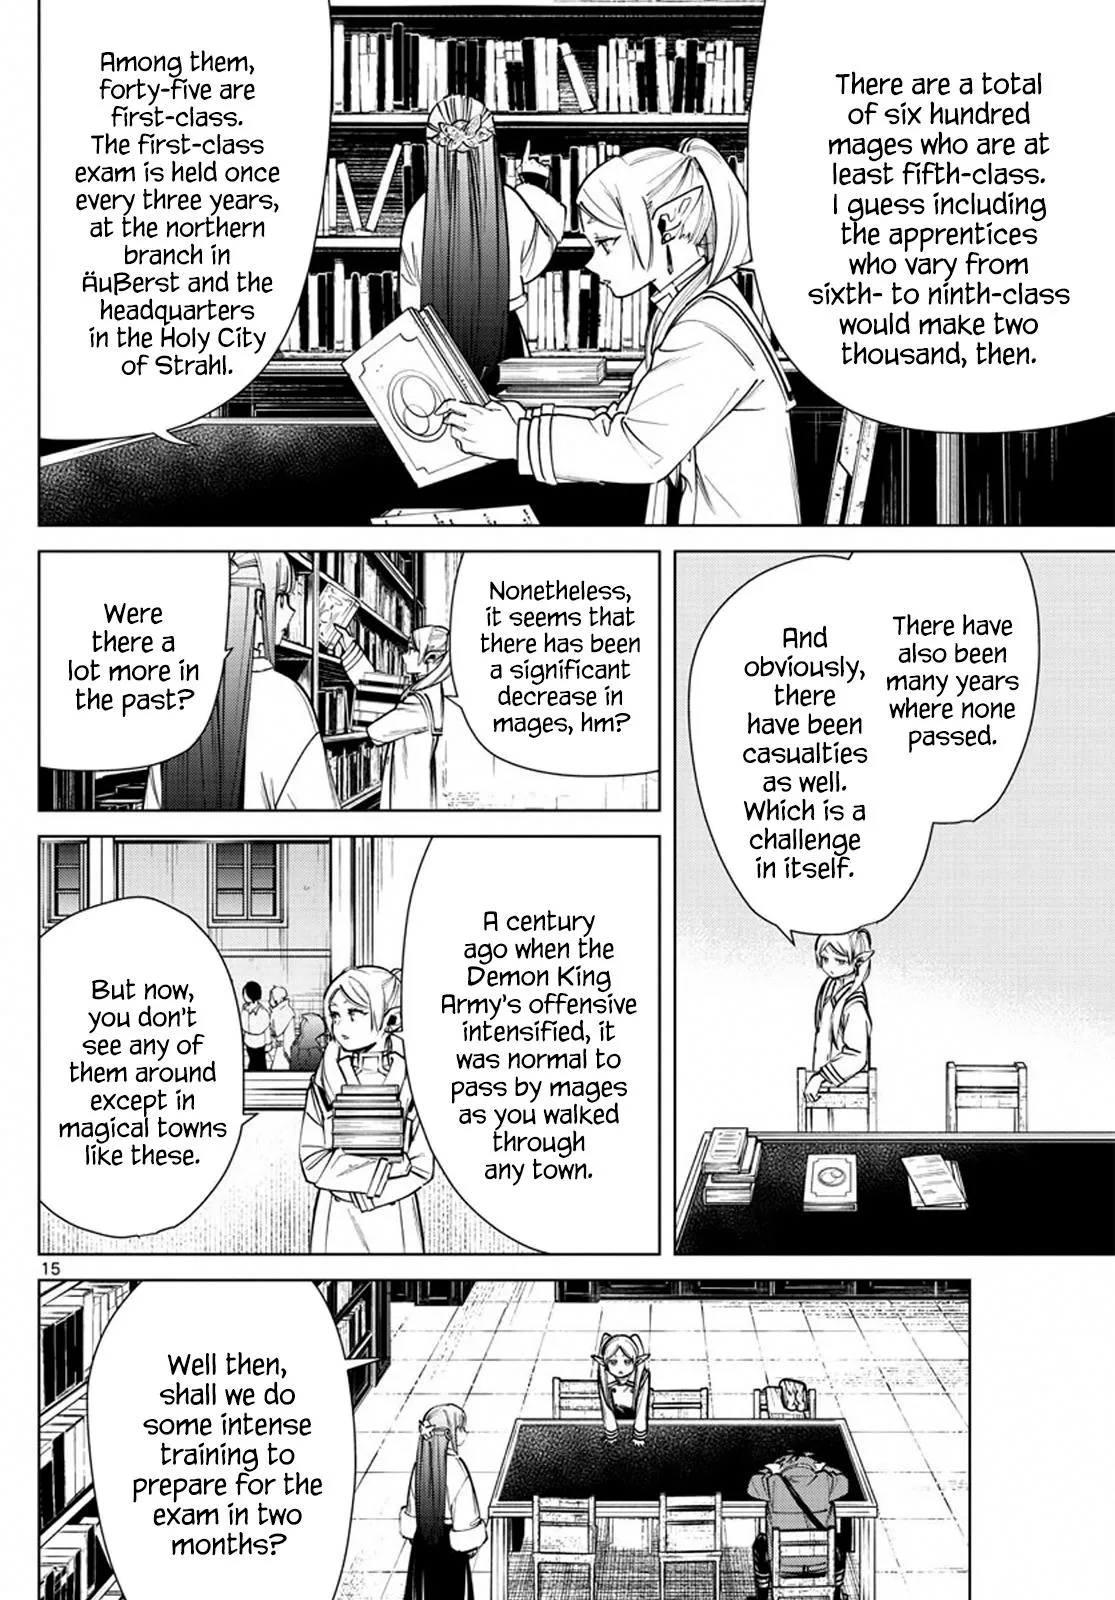 There are a total
of six hundred
mages who are at
least fifth-class.
I guess including
the apprentices
who vary from
sixth- to ninth-class
would make two
thousand, then.
Among them,
forty-five are
first-class.
The first-class
exam is held once
every three years,
at the northern
branch in
Äußerst and the
headquarters
in the Holy City
of Strahl.
There have
also been
many years
where none
passed.
And
obviously,
there
have been
casualties
as well.
Which is a
challenge
in itself.
Nonetheless,
it seems that
there has been
a significant
decrease in
mages, hm?
Were
there a
lot more in
the past?
A century
ago when the
Demon King
Army's offensive
intensified, it
was normal to
pass by mages
as you walked
through
any town.
But now,
you don't
see any of
them around
except in
magical towns
like these.
15
Well then,
shall we do
some intense
training to
prepare for the
exam in two
months?